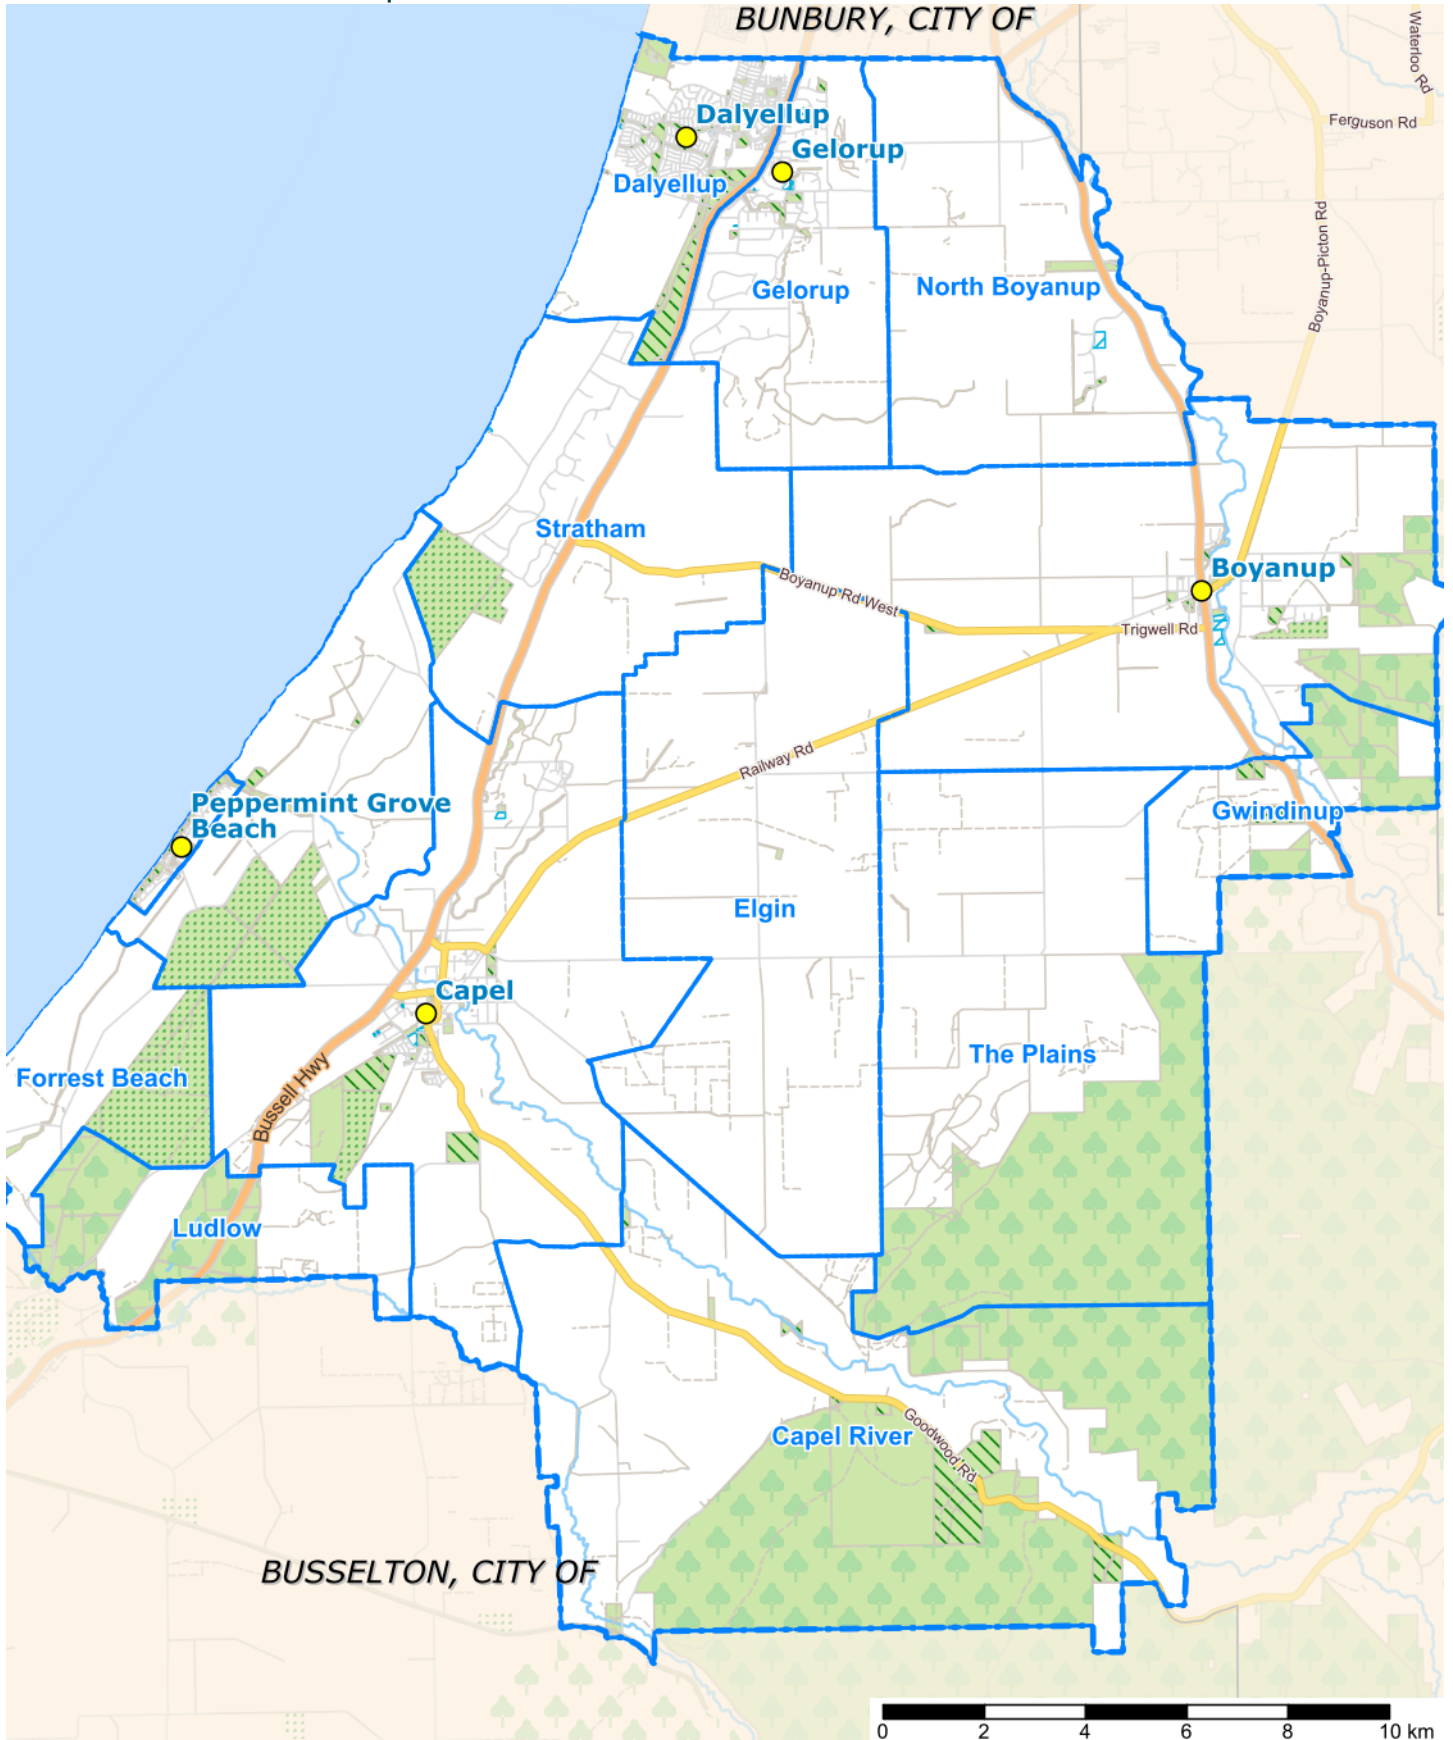 BUNBURY, CITY OF
Waterloo Rd
Dalyellup
Ferguson Rd
Gelorup
Dalyellup
Boyanup-Picton Rd
Gelorup
North Boyanup
Stratham
Boyanup Rd West
Boyanup
Trigwell Rd
Railway Rd
Peppermint Grove
Beach
Gwindinup
Elgin
Capel
The Plains
Forrest Beach
Bussell Hwy
Ludlow
Capel River
Goodwood Rd
BUSSELTON, CITY OF
0 2 4 6 8 10 km